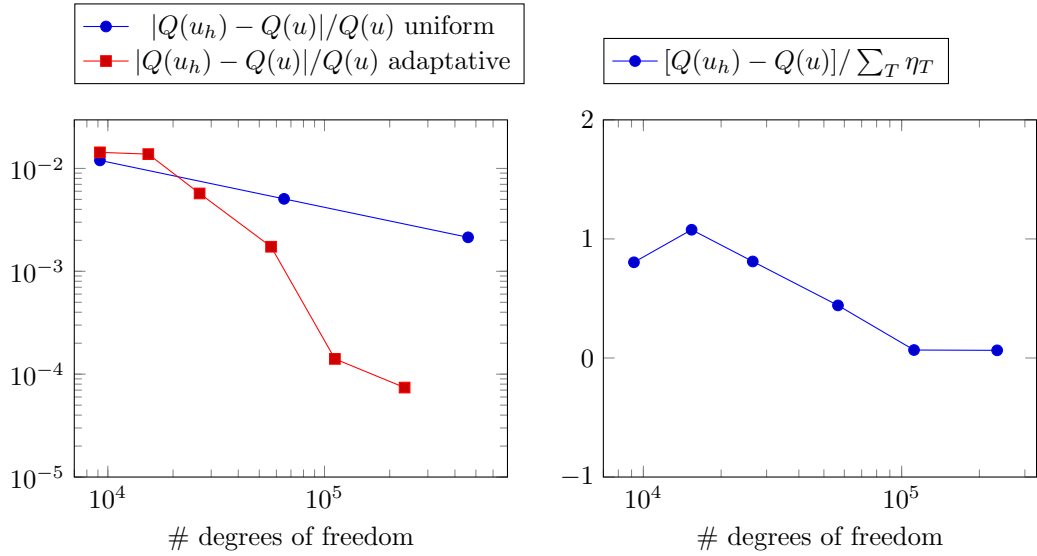 |Q(u_h) − Q(u)|/Q(u) uniform
|Q(u_h) − Q(u)|/Q(u) adaptative
10^−2
10^−3
10^−4
10^−5
10^4
10^5
# degrees of freedom
[Q(u_h) − Q(u)]/ ∑_T η_T
2
1
0
−1
10^4
10^5
# degrees of freedom